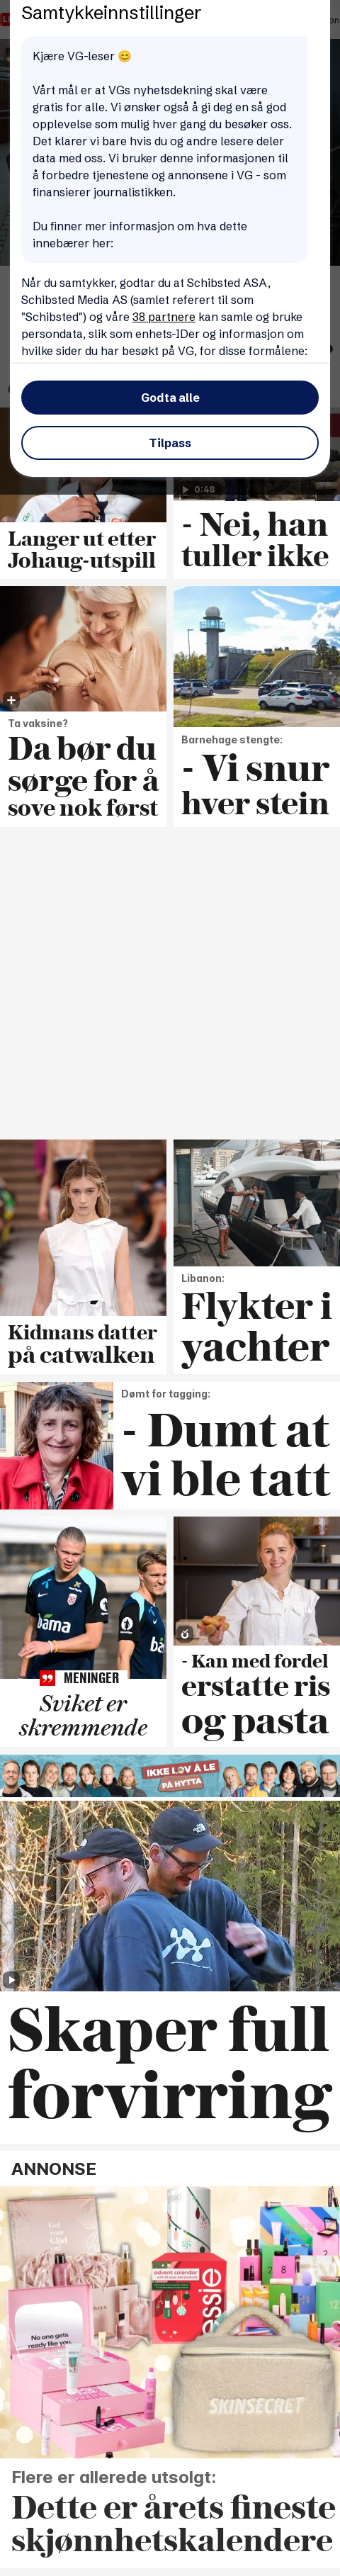 Samtykkeinnstillinger
Kjære VG-leser 😊
Vårt mål er at VGs nyhetsdekning skal være
gratis for alle. Vi ønsker også å gi deg en så god
opplevelse som mulig hver gang du besøker oss.
Det klarer vi bare hvis du og andre lesere deler
data med oss. Vi bruker denne informasjonen til
å forbedre tjenestene og annonsene i VG - som
finansierer journalistikken.
Du finner mer informasjon om hva dette
innebærer her:
Når du samtykker, godtar du at Schibsted ASA,
Schibsted Media AS (samlet referert til som
"Schibsted") og våre 38 partnere kan samle og bruke
persondata, slik som enhets-IDer og informasjon om
hvilke sider du har besøkt på VG, for disse formålene:
Godta alle
Tilpass
0:48
Langer ut etter
Johaug-utspill
- Nei, han
tuller ikke
Ta vaksine?
Da bør du
sørge for å
sove nok først
Barnehage stengte:
- Vi snur
hver stein
Kidmans datter
på catwalken
Libanon:
Flykter i
yachter
Dømt for tagging:
- Dumt at
vi ble tatt
bama
MENINGER
Sviket er
skremmende
- Kan med fordel
erstatte ris
og pasta
IKKE LOV Å LE
PÅ HYTTA
Skaper full
forvirring
ANNONSE
No one gets
ready like you.
advent calendar
essie
2
8
SKINSECRET
Flere er allerede utsolgt:
Dette er årets fineste
skjønnhetskalendere